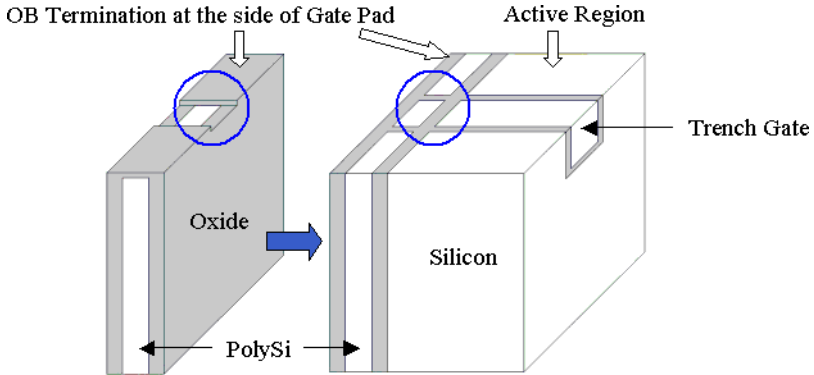 OB Termination at the side of Gate Pad
Active Region
Trench Gate
Oxide
Silicon
PolySi